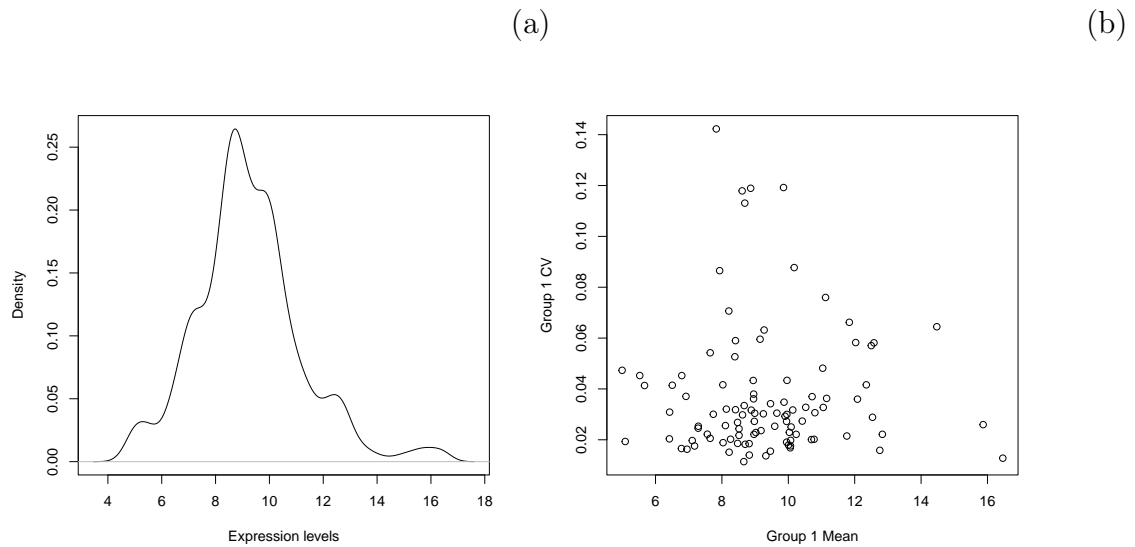 (a)
(b)
0.25
0.20
0.15
0.10
0.05
0.00
Density
4 6 8 10 12 14 16 18
Expression levels
0.14
0.12
0.10
0.08
0.06
0.04
0.02
Group 1 CV
6 8 10 12 14 16
Group 1 Mean